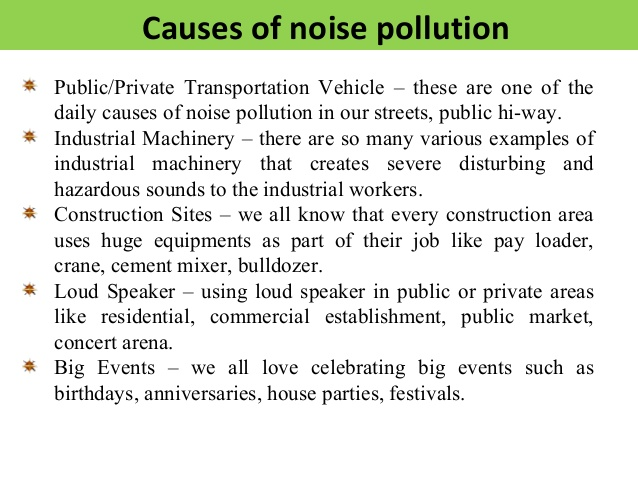 Causes of noise pollution
Public/Private Transportation Vehicle – these are one of the
daily causes of noise pollution in our streets, public hi-way.
Industrial Machinery – there are so many various examples of
industrial machinery that creates severe disturbing and
hazardous sounds to the industrial workers.
Construction Sites – we all know that every construction area
uses huge equipments as part of their job like pay loader,
crane, cement mixer, bulldozer.
Loud Speaker – using loud speaker in public or private areas
like residential, commercial establishment, public market,
concert arena.
Big Events – we all love celebrating big events such as
birthdays, anniversaries, house parties, festivals.